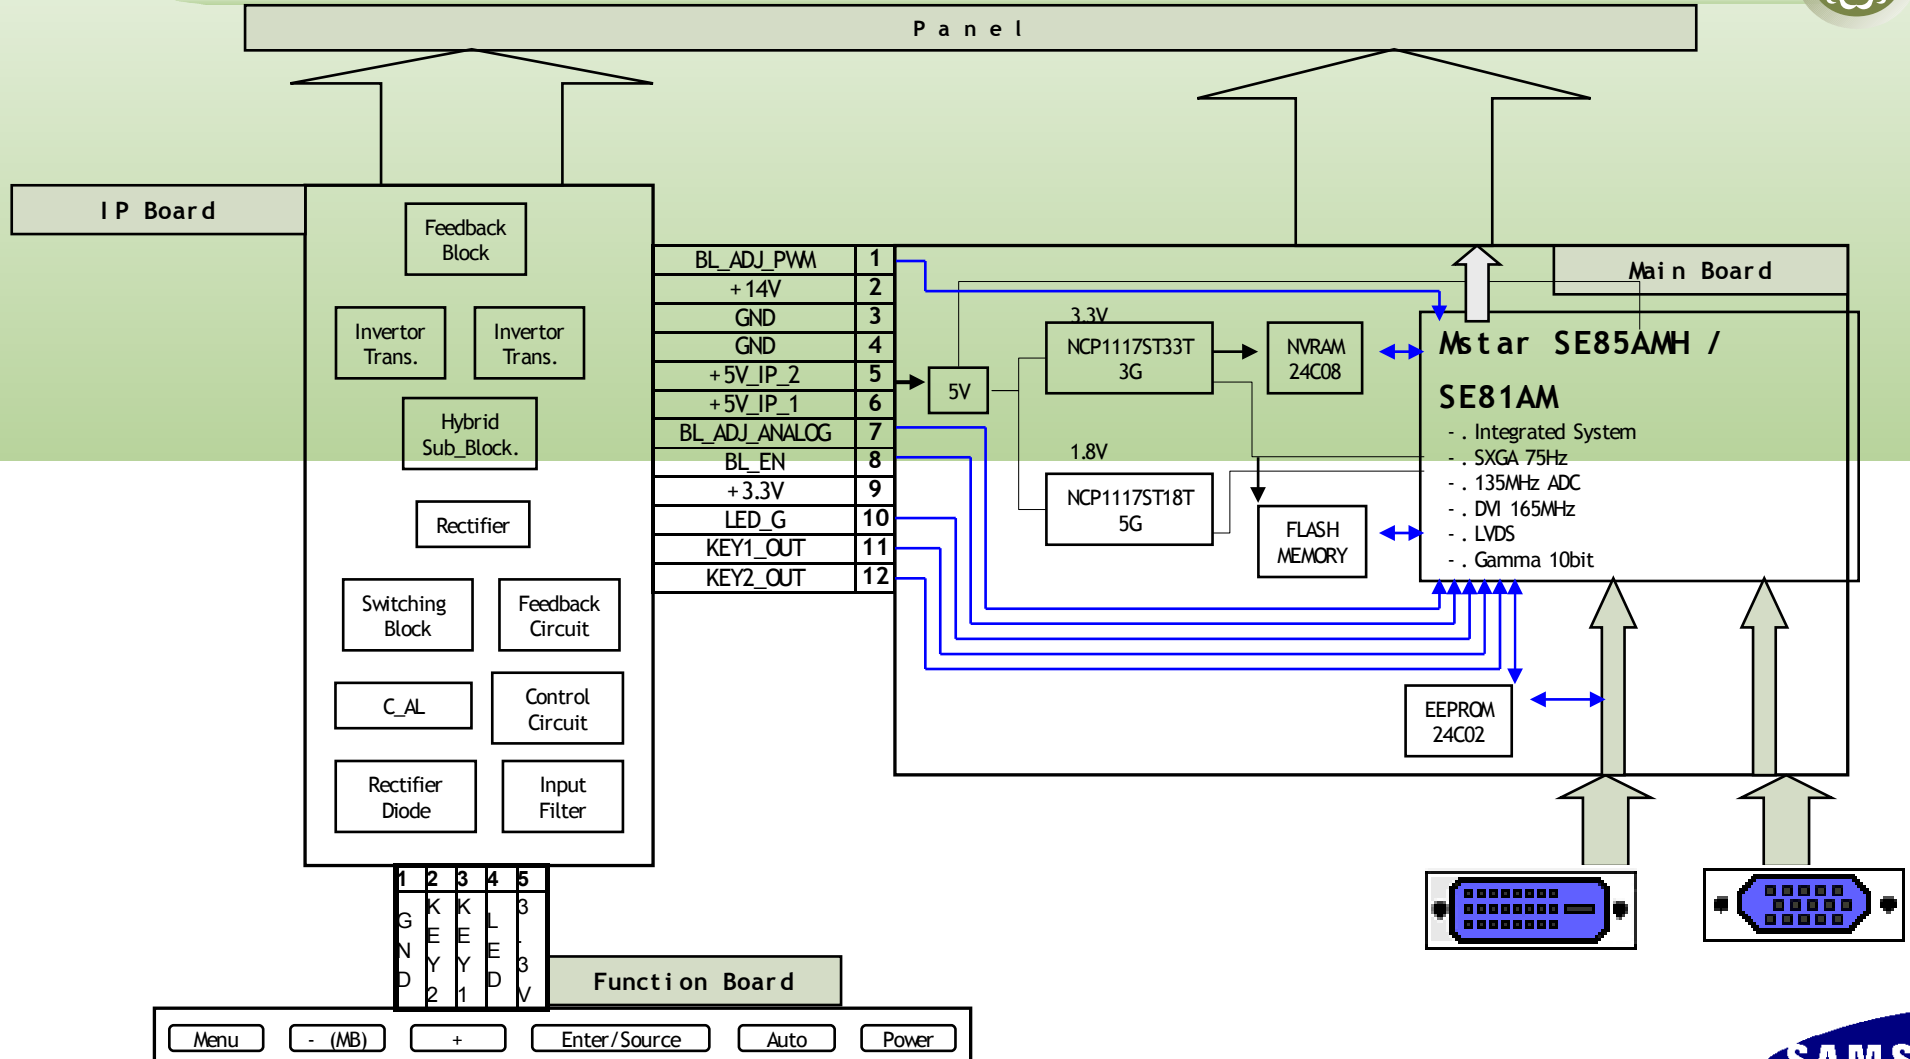 Panel
IP Board
Feedback
Block
Invertor
Trans.
Invertor
Trans.
Hybrid
Sub_Block.
Rectifier
Switching
Block
Feedback
Circuit
C_AL
Control
Circuit
Rectifier
Diode
Input
Filter
BL_ADJ_PWM 1
+14V 2
GND 3
GND 4
+5V_IP_2 5
+5V_IP_1 6
BL_ADJ_ANALOG 7
BL_EN 8
+3.3V 9
LED_G 10
KEY1_OUT 11
KEY2_OUT 12
Main Board
5V
3.3V
NCP1117ST33T
3G
NVRAM
24C08
1.8V
NCP1117ST18T
5G
FLASH
MEMORY
Mstar SE85AMH /
SE81AM
-. Integrated System
-. SXGA 75Hz
-. 135MHz ADC
-. DVI 165MHz
-. LVDS
-. Gamma 10bit
EEPROM
24C02
1 2 3 4 5
GND KEY2 KEY1 LED 3.3V
Function Board
Menu
- (MB)
+
Enter/Source
Auto
Power